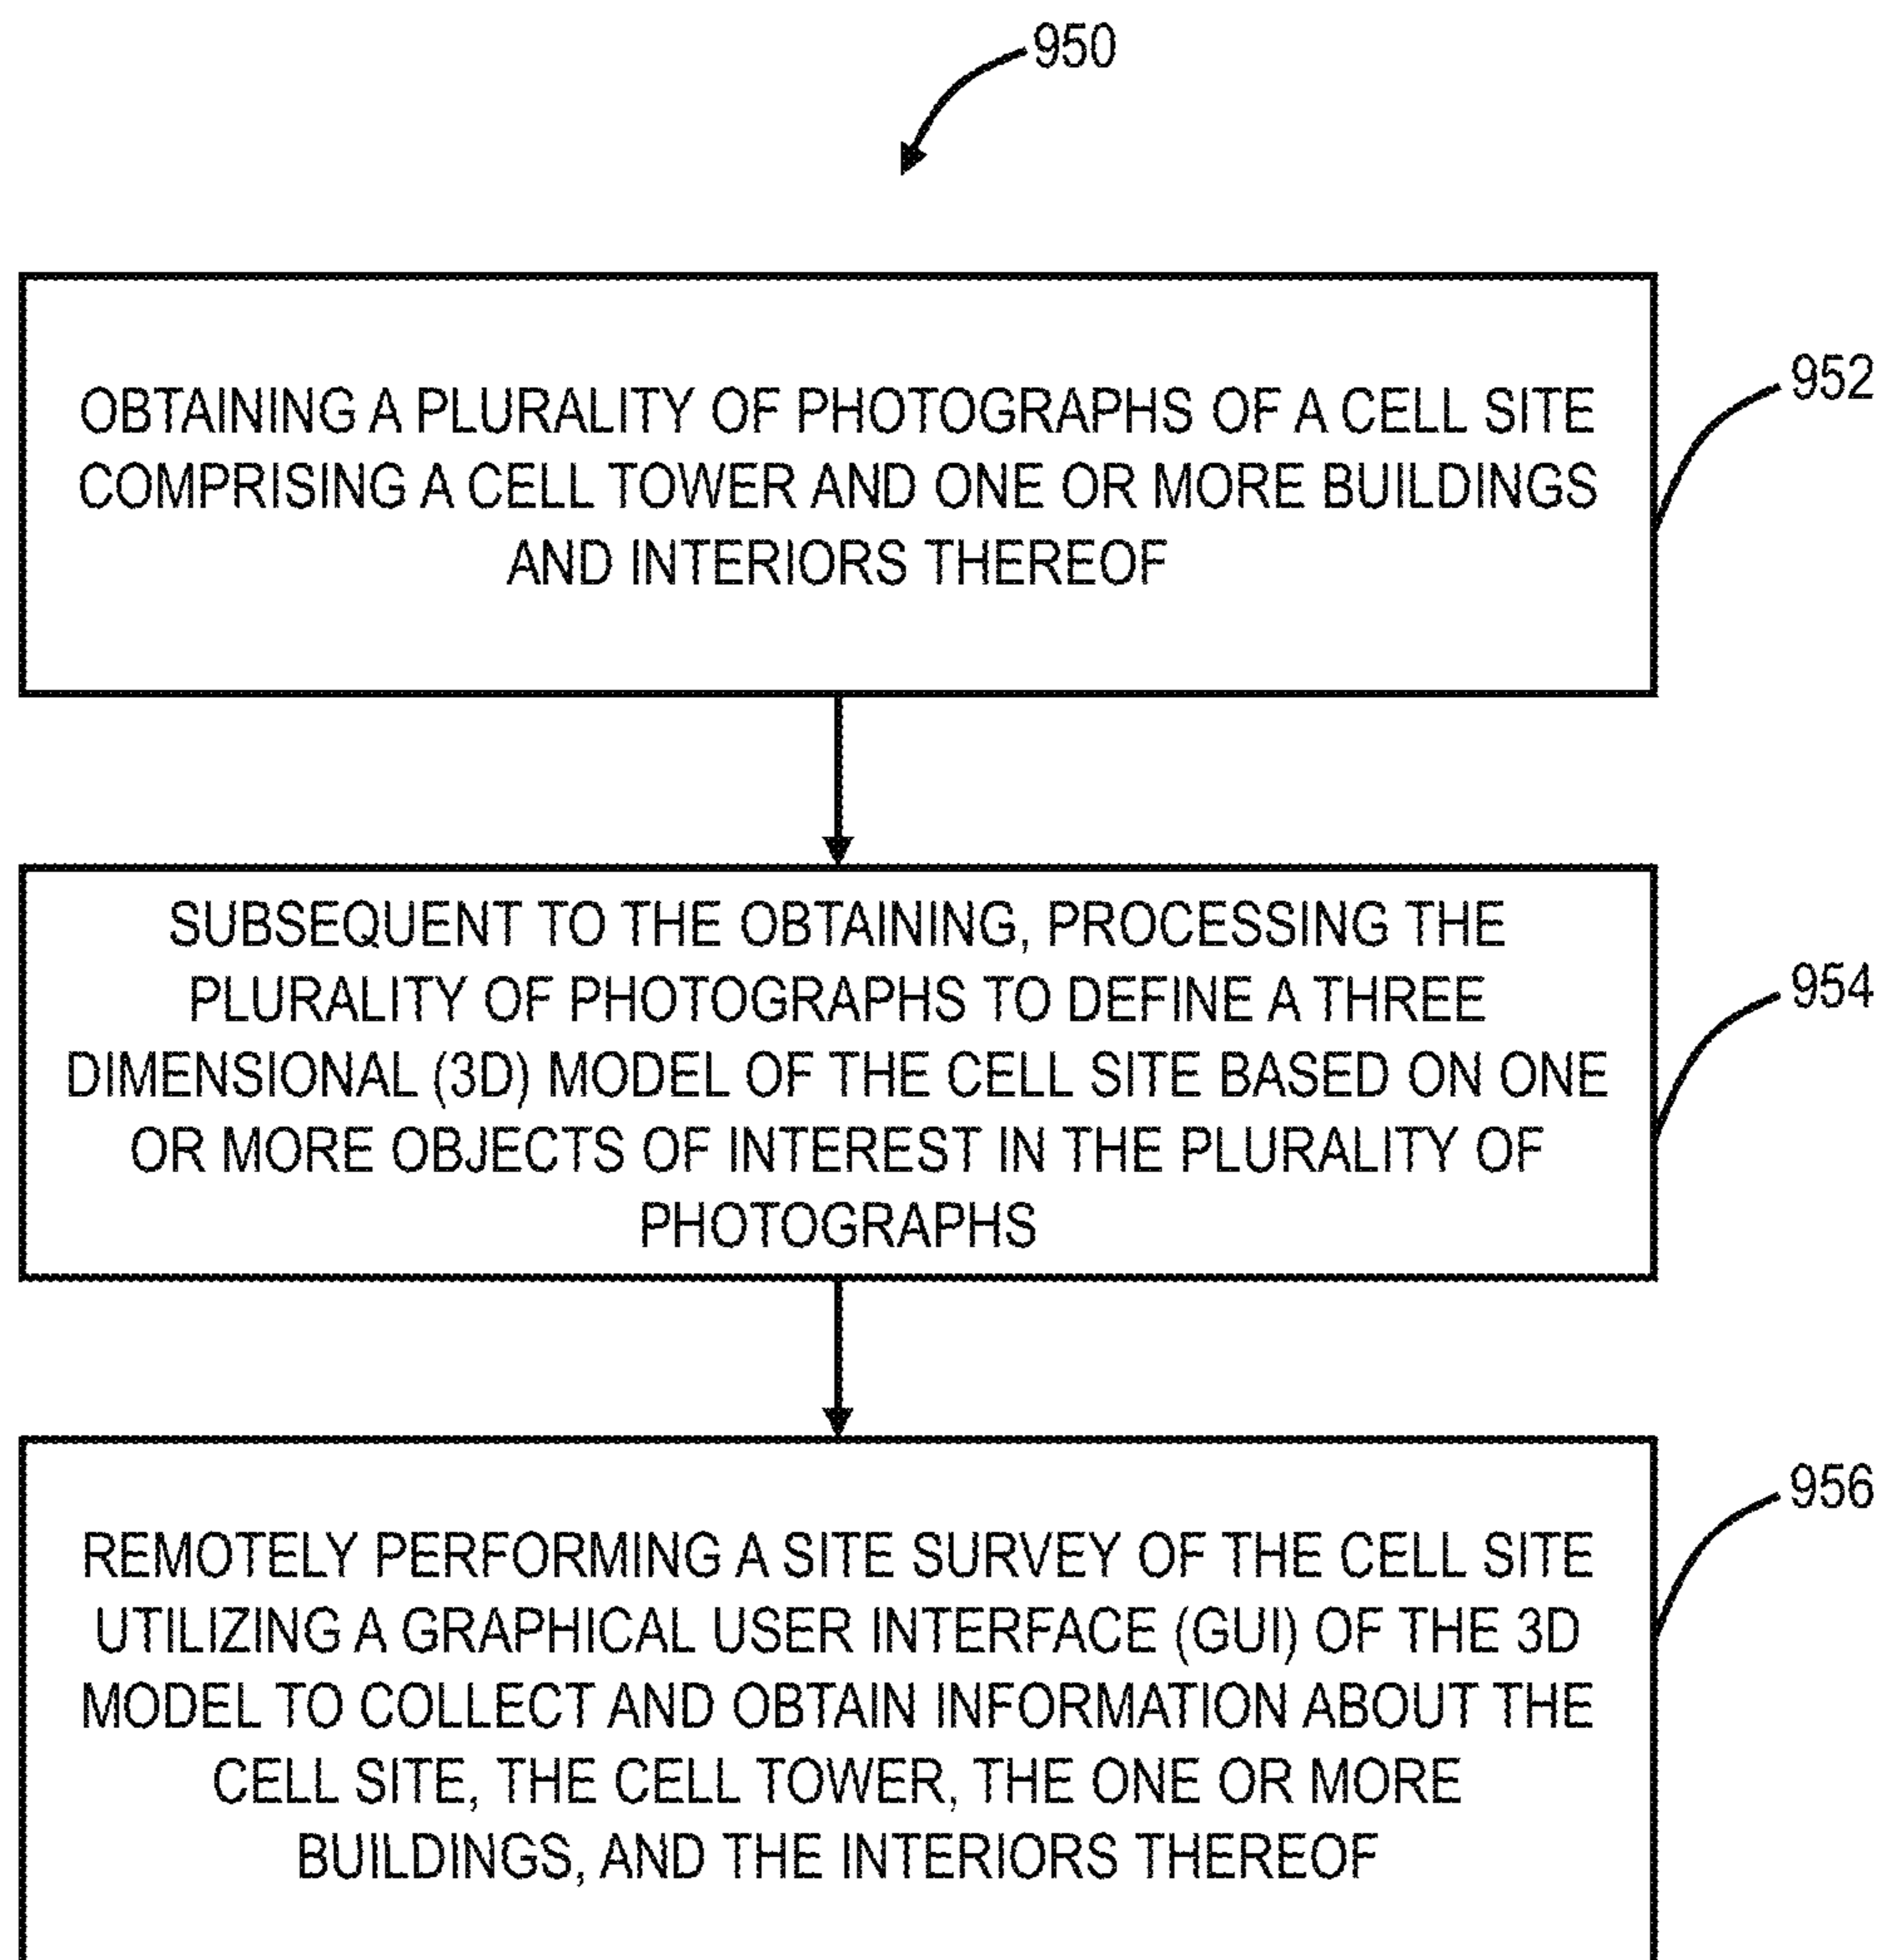 950
OBTAINING A PLURALITY OF PHOTOGRAPHS OF A CELL SITE
COMPRISING A CELL TOWER AND ONE OR MORE BUILDINGS
AND INTERIORS THEREOF
952
SUBSEQUENT TO THE OBTAINING, PROCESSING THE
PLURALITY OF PHOTOGRAPHS TO DEFINE A THREE
DIMENSIONAL (3D) MODEL OF THE CELL SITE BASED ON ONE
OR MORE OBJECTS OF INTEREST IN THE PLURALITY OF
PHOTOGRAPHS
954
REMOTELY PERFORMING A SITE SURVEY OF THE CELL SITE
UTILIZING A GRAPHICAL USER INTERFACE (GUI) OF THE 3D
MODEL TO COLLECT AND OBTAIN INFORMATION ABOUT THE
CELL SITE, THE CELL TOWER, THE ONE OR MORE
BUILDINGS, AND THE INTERIORS THEREOF
956